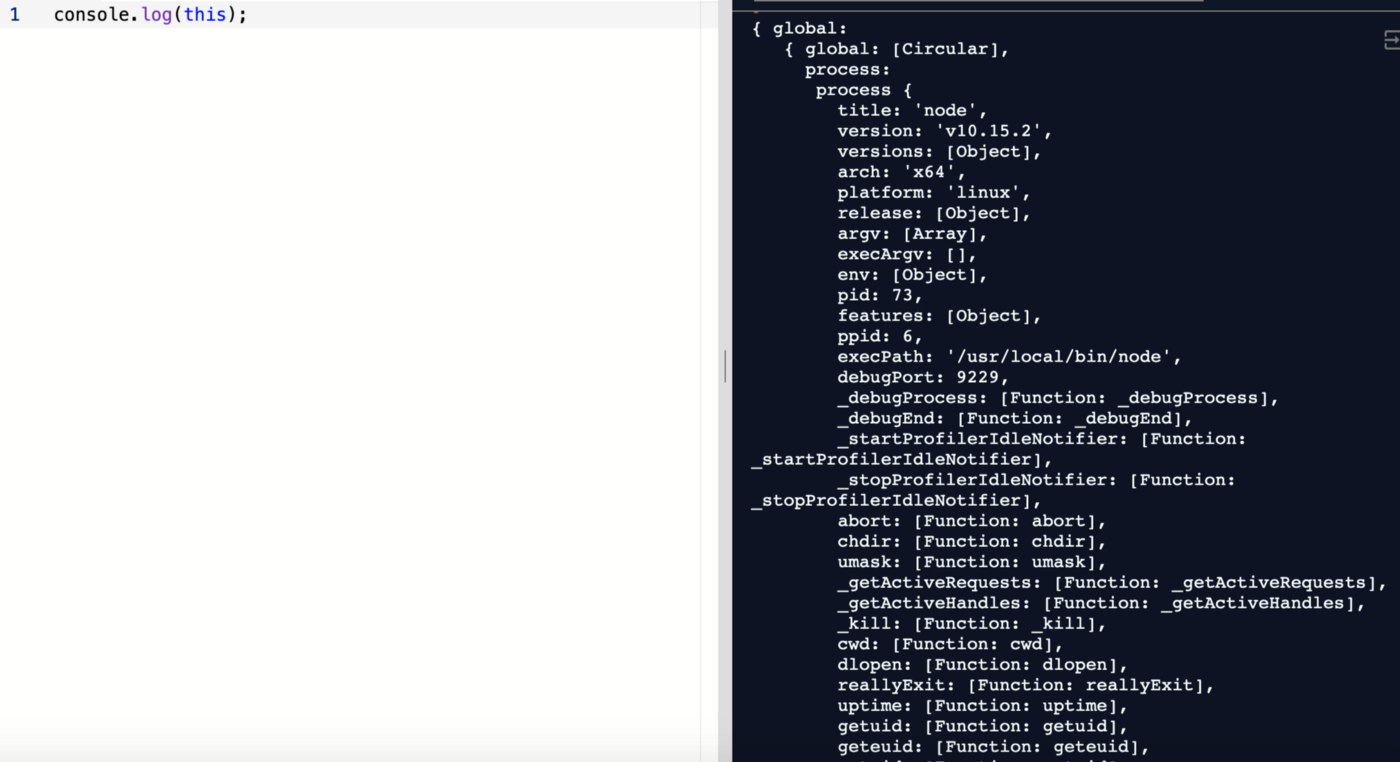 1 console.log(this);
{ global:
{ global: [Circular],
process:
process {
title: 'node',
version: 'v10.15.2',
versions: [Object],
arch: 'x64',
platform: 'linux',
release: [Object],
argv: [Array],
execArgv: [],
env: [Object],
pid: 73,
features: [Object],
ppid: 6,
execPath: '/usr/local/bin/node',
debugPort: 9229,
_debugProcess: [Function: _debugProcess],
_debugEnd: [Function: _debugEnd],
_startProfilerIdleNotifier: [Function:
_startProfilerIdleNotifier],
_stopProfilerIdleNotifier: [Function:
_stopProfilerIdleNotifier],
abort: [Function: abort],
chdir: [Function: chdir],
umask: [Function: umask],
_getActiveRequests: [Function: _getActiveRequests],
_getActiveHandles: [Function: _getActiveHandles],
_kill: [Function: _kill],
cwd: [Function: cwd],
dlopen: [Function: dlopen],
reallyExit: [Function: reallyExit],
uptime: [Function: uptime],
getuid: [Function: getuid],
geteuid: [Function: geteuid],